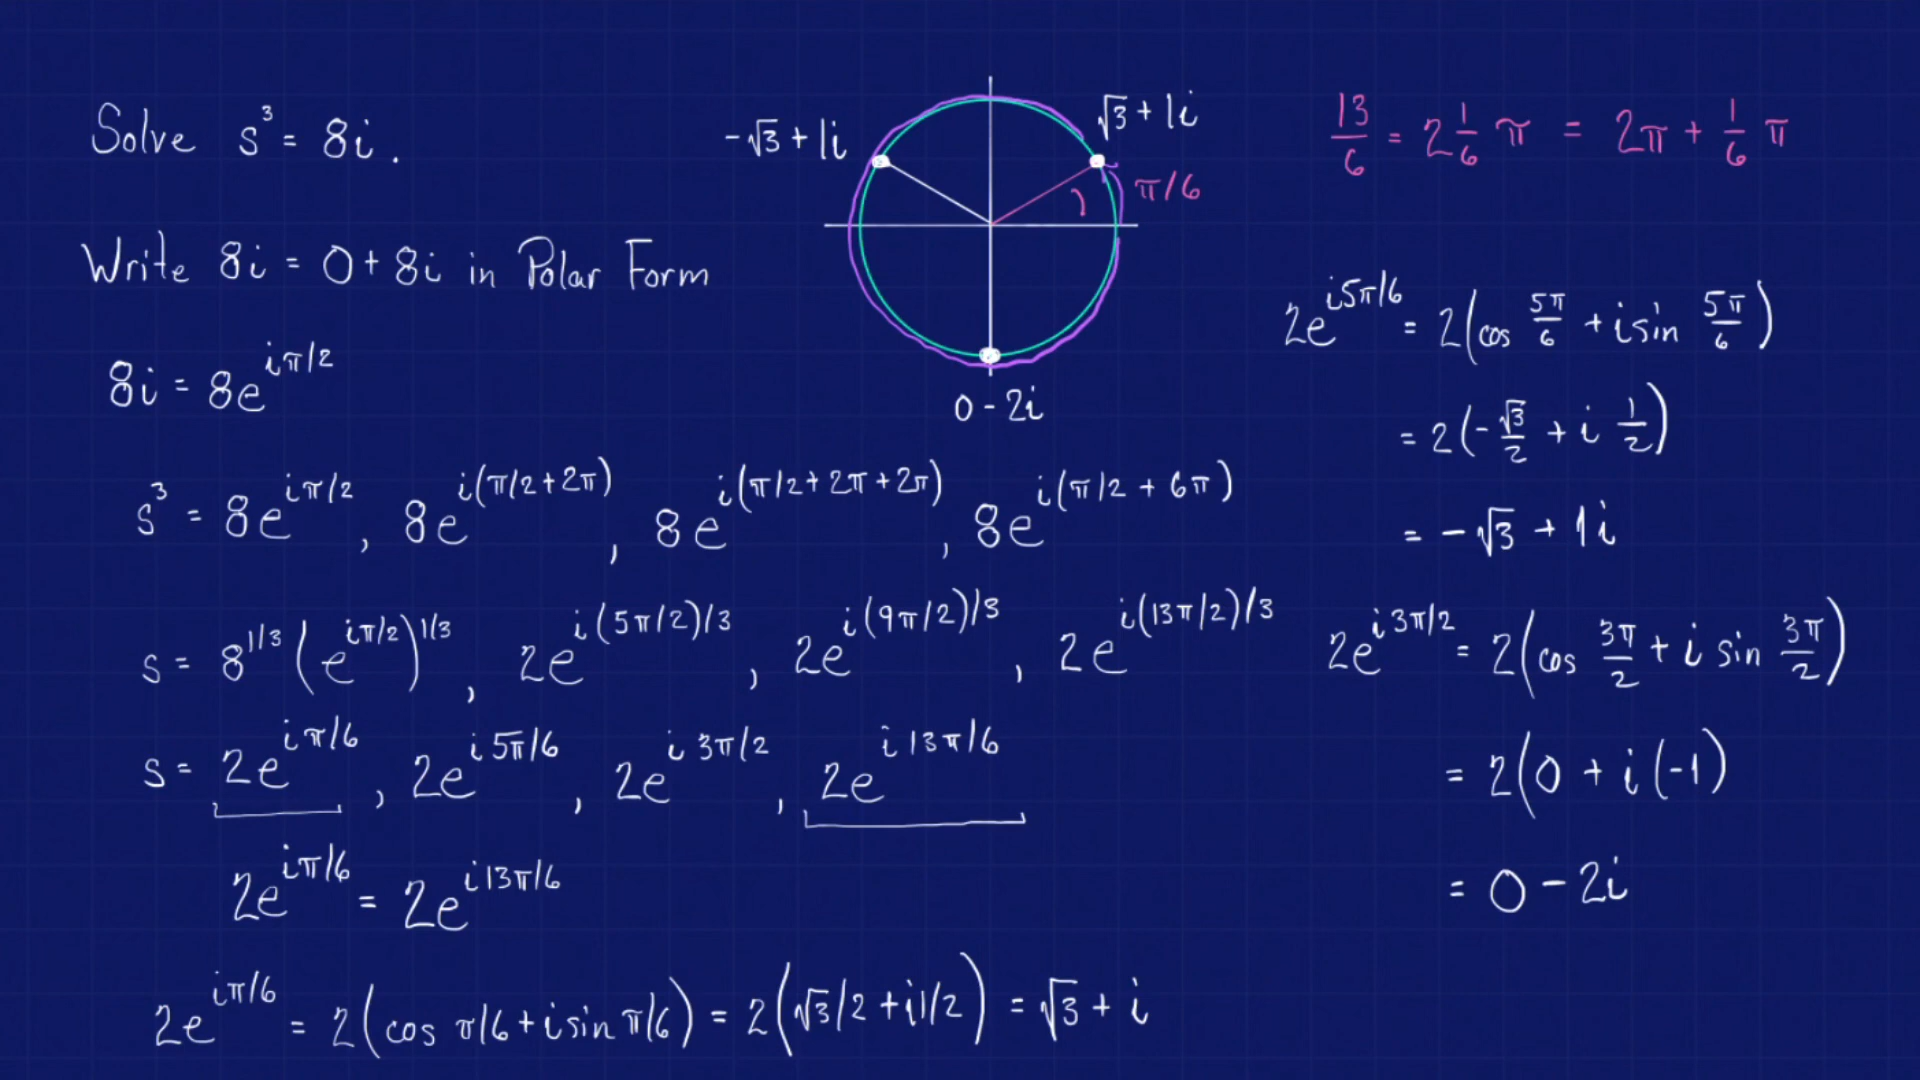 Solve s³ = 8i.
Write 8i = 0 + 8i in Polar Form
8i = 8e^{iπ/2}
s³ = 8e^{iπ/2}, 8e^{i(π/2+2π)}, 8e^{i(π/2+2π+2π)}, 8e^{i(π/2+6π)}
s = 8^{1/3}(e^{iπ/2})^{1/3}, 2e^{i(5π/2)/3}, 2e^{i(9π/2)/3}, 2e^{i(13π/2)/3}
s = 2e^{iπ/6}, 2e^{i5π/6}, 2e^{i3π/2}, 2e^{i13π/6}
2e^{iπ/6} = 2e^{i13π/6}
2e^{iπ/6} = 2(cos π/6 + i sin π/6) = 2(√3/2 + i1/2) = √3 + i
-√3 + 1i
√3 + 1i
π/6
0 - 2i
13/6 = 2 1/6 π = 2π + 1/6 π
2e^{i5π/6} = 2(cos 5π/6 + i sin 5π/6)
= 2(-√3/2 + i 1/2)
= -√3 + 1i
2e^{i3π/2} = 2(cos 3π/2 + i sin 3π/2)
= 2(0 + i(-1)
= 0 - 2i